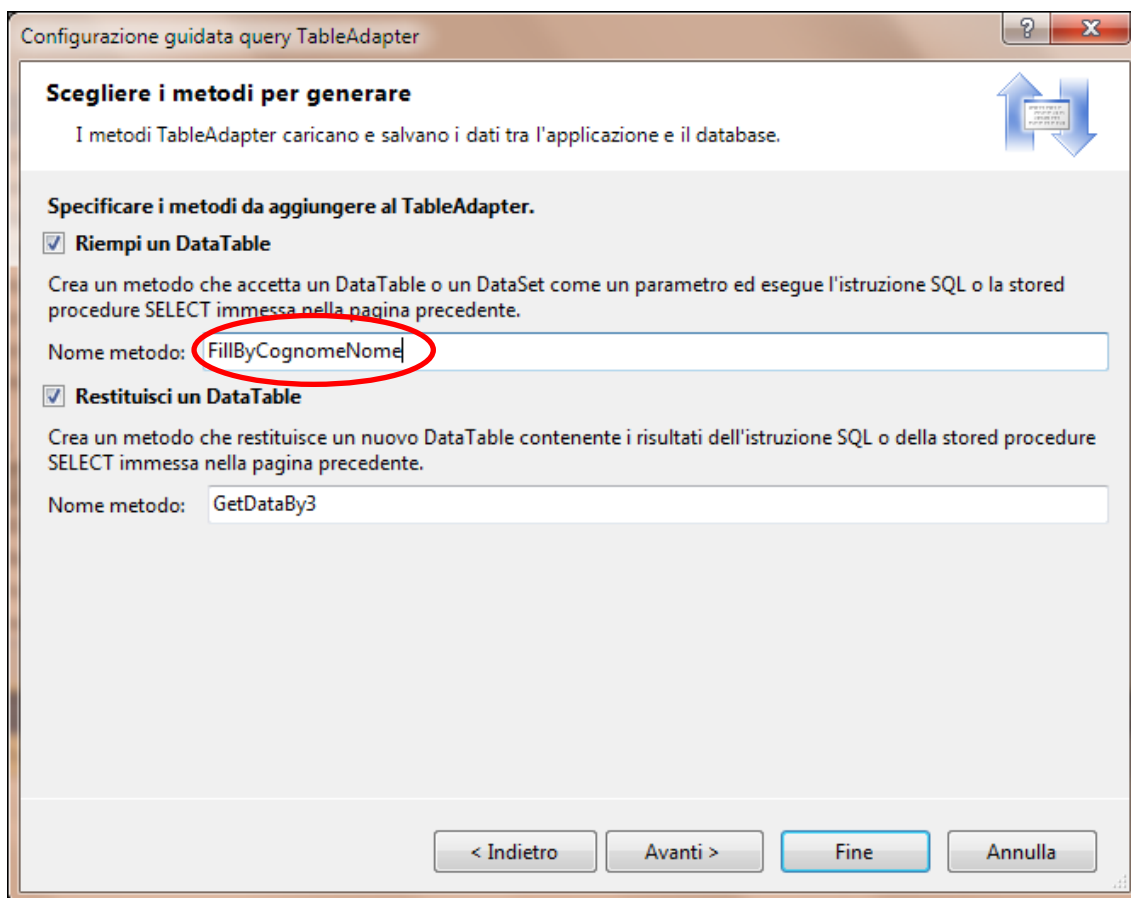 Configurazione guidata query TableAdapter
Scegliere i metodi per generare
I metodi TableAdapter caricano e salvano i dati tra l'applicazione e il database.
Specificare i metodi da aggiungere al TableAdapter.
Riempi un DataTable
Crea un metodo che accetta un DataTable o un DataSet come un parametro ed esegue l'istruzione SQL o la stored
procedure SELECT immessa nella pagina precedente.
Nome metodo: FillByCognomeNome
Restituisci un DataTable
Crea un metodo che restituisce un nuovo DataTable contenente i risultati dell'istruzione SQL o della stored procedure
SELECT immessa nella pagina precedente.
Nome metodo: GetDataBy3
< Indietro Avanti > Fine Annulla